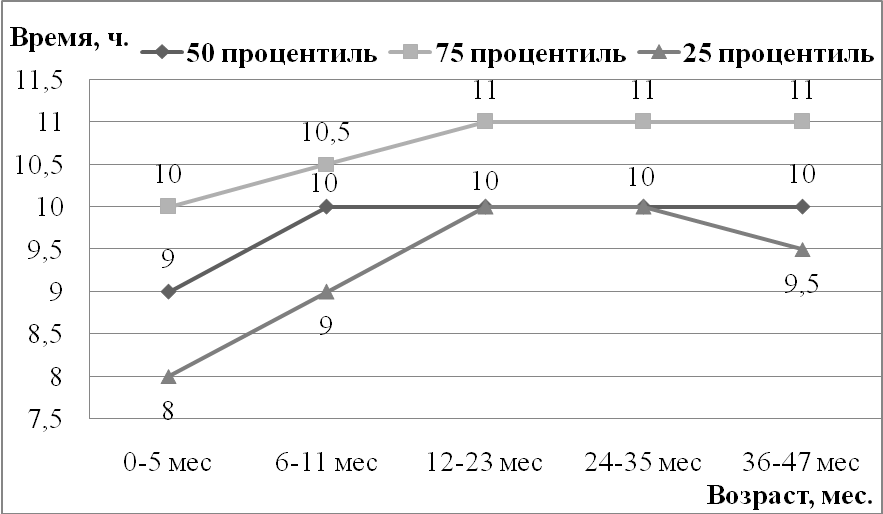 Время, ч.
50 процентиль 75 процентиль 25 процентиль
11,5
11
10,5
10
9,5
9
8,5
8
7,5
10 10,5 11 11 11
9 10 10 10 10
8 9 9,5
0-5 мес 6-11 мес 12-23 мес 24-35 мес 36-47 мес
Возраст, мес.